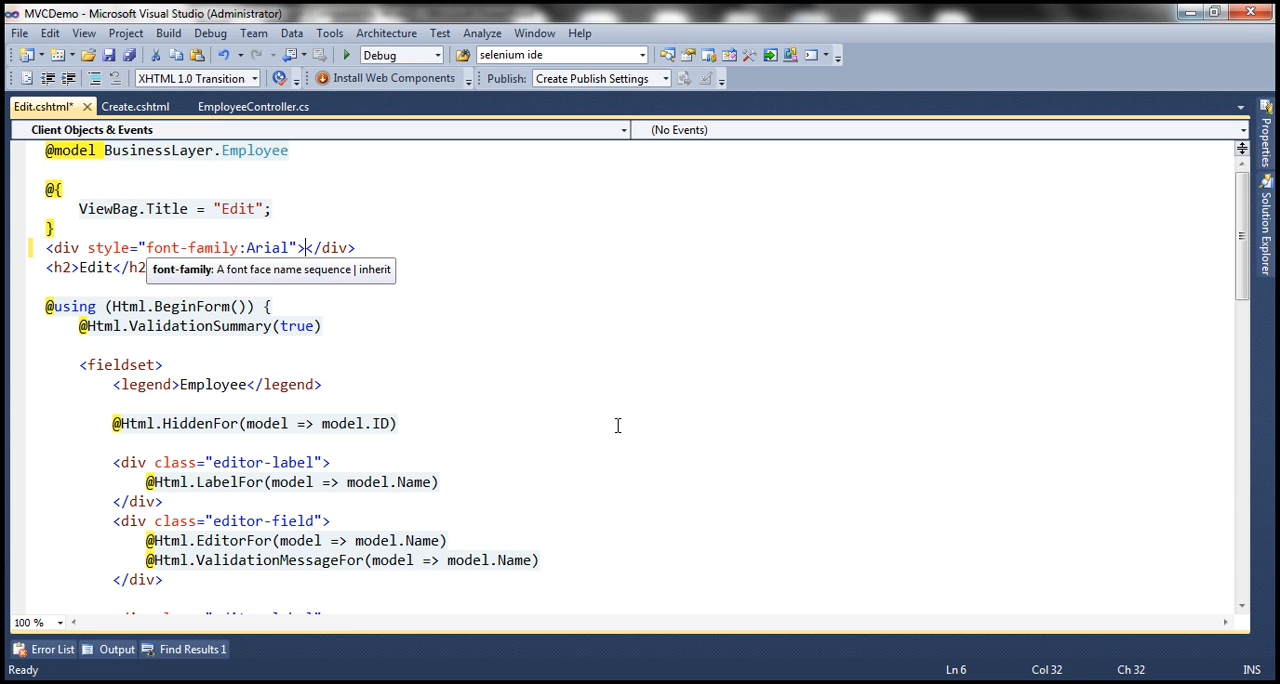 MVCDemo - Microsoft Visual Studio (Administrator)
File Edit View Project Build Debug Team Data Tools Architecture Test Analyze Window Help
Debug selenium ide
XHTML 1.0 Transition Install Web Components Publish: Create Publish Settings
Edit.cshtml* Create.cshtml EmployeeController.cs
Client Objects & Events (No Events)
@model BusinessLayer.Employee
@{
ViewBag.Title = "Edit";
}
<div style="font-family:Arial"></div>
<h2>Edit</h2
font-family: A font face name sequence | inherit
@using (Html.BeginForm()) {
@Html.ValidationSummary(true)
<fieldset>
<legend>Employee</legend>
@Html.HiddenFor(model => model.ID)
<div class="editor-label">
@Html.LabelFor(model => model.Name)
</div>
<div class="editor-field">
@Html.EditorFor(model => model.Name)
@Html.ValidationMessageFor(model => model.Name)
</div>
100 %
Error List Output Find Results 1
Ready Ln 6 Col 32 Ch 32 INS
Properties
Solution Explorer